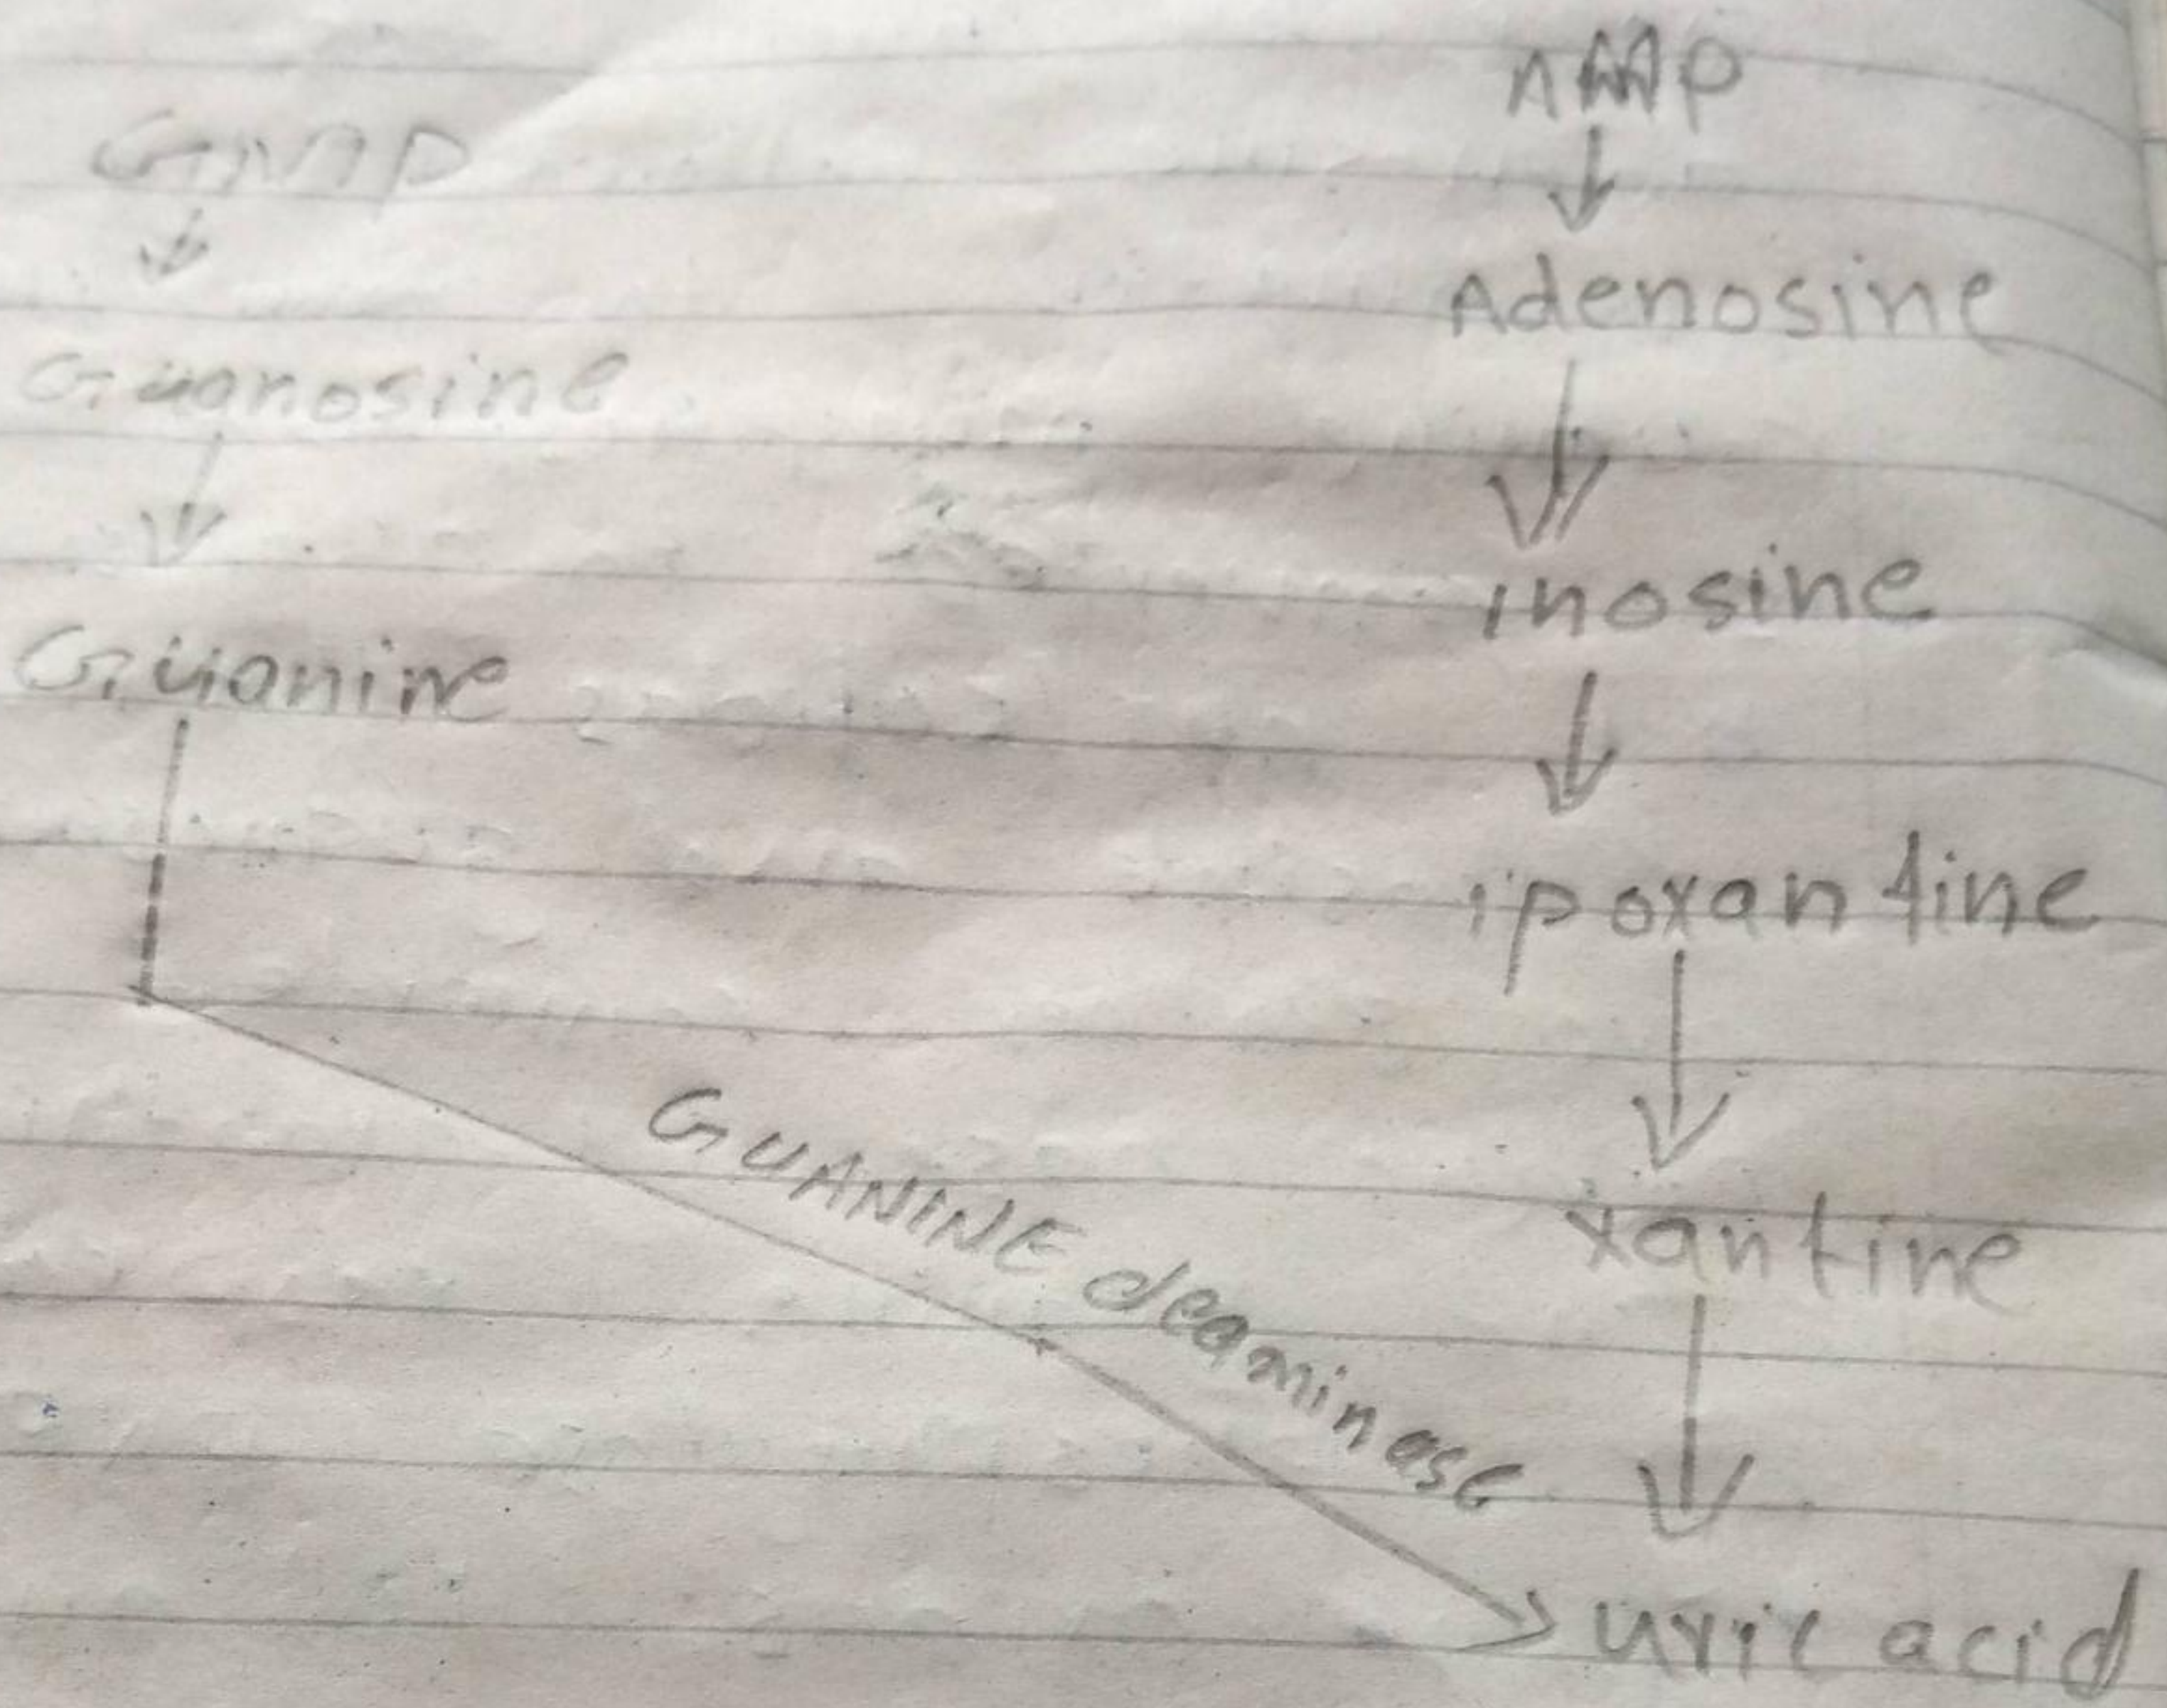 AMP
GMP
Adenosine
Guanosine
inosine
Guanine
ipoxantine
xantine
GUANINE deaminase
uric acid